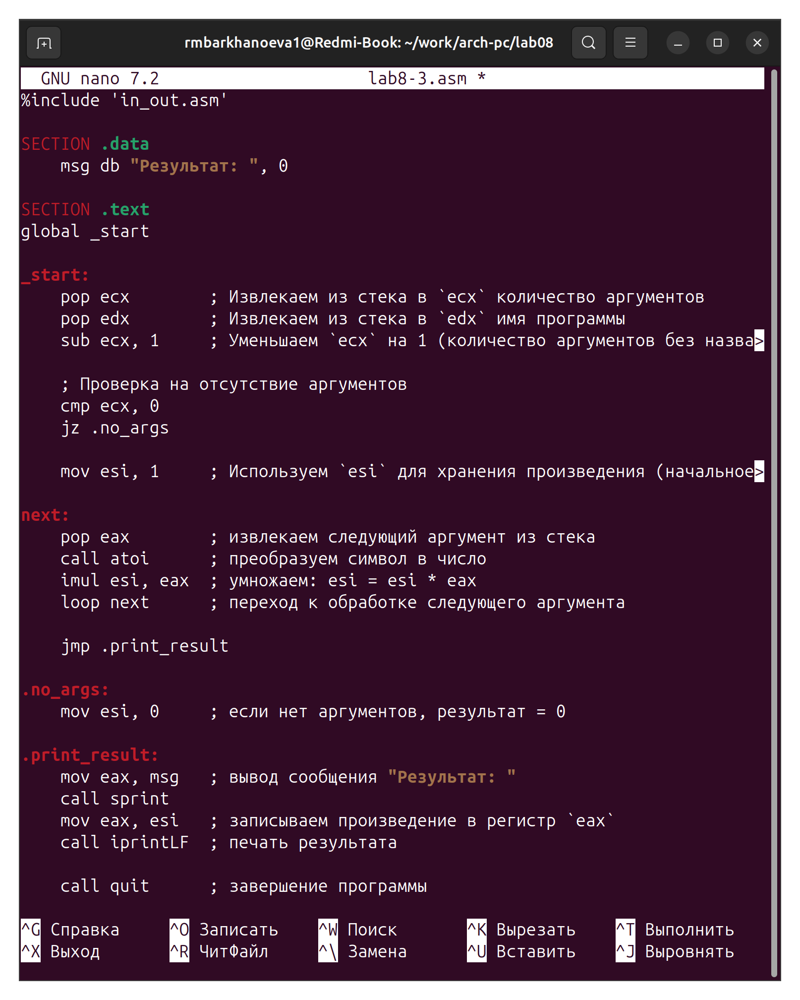 rmbarkhanoeva1@Redmi-Book: ~/work/arch-pc/lab08
GNU nano 7.2 lab8-3.asm *
%include 'in_out.asm'
SECTION .data
msg db "Результат: ", 0
SECTION .text
global _start
_start:
pop ecx ; Извлекаем из стека в `ecx` количество аргументов
pop edx ; Извлекаем из стека в `edx` имя программы
sub ecx, 1 ; Уменьшаем `ecx` на 1 (количество аргументов без назва>
; Проверка на отсутствие аргументов
cmp ecx, 0
jz .no_args
mov esi, 1 ; Используем `esi` для хранения произведения (начальное>
next:
pop eax ; извлекаем следующий аргумент из стека
call atoi ; преобразуем символ в число
imul esi, eax ; умножаем: esi = esi * eax
loop next ; переход к обработке следующего аргумента
jmp .print_result
.no_args:
mov esi, 0 ; если нет аргументов, результат = 0
.print_result:
mov eax, msg ; вывод сообщения "Результат: "
call sprint
mov eax, esi ; записываем произведение в регистр `eax`
call iprintLF ; печать результата
call quit ; завершение программы
^G Справка ^O Записать ^W Поиск ^K Вырезать ^T Выполнить
^X Выход ^R ЧитФайл ^\ Замена ^U Вставить ^J Выровнять